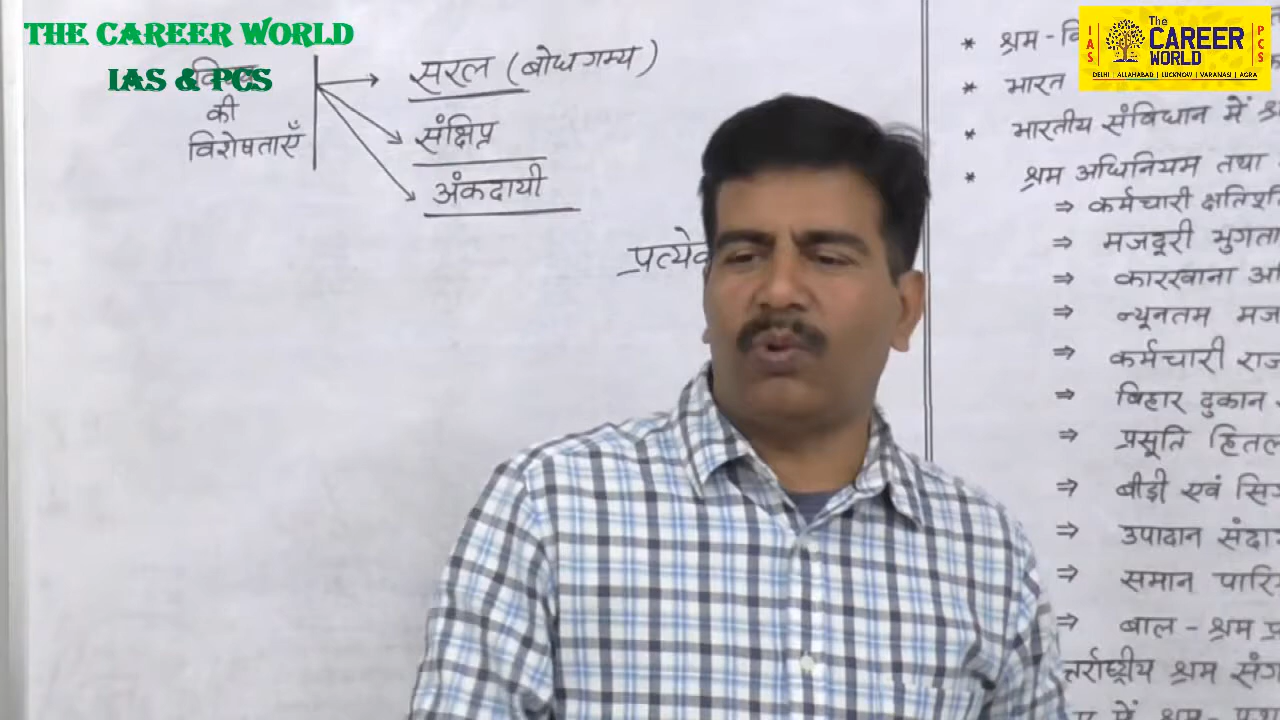 THE CAREER WORLD
IAS & PCS
की
विशेषताएँ
सरल (बोधगम्य)
संक्षिप्त
अंकदायी
* श्रम-
* भारत
* भारतीय संविधान में
* श्रम अधिनियम तथा
⇒ कर्मचारी
⇒ मजदूरी
⇒ कारखाना
⇒ न्यूनतम
⇒ कर्मचारी
⇒ बिहार दुकान
⇒ प्रसूति
⇒ बीड़ी एवं
⇒ उपादान
⇒ समान
⇒ बाल-श्रम
श्रम
में श्रम-
IAS
The
CAREER
WORLD
PCS
DELHI | ALLAHABAD | LUCKNOW | VARANASI | AGRA